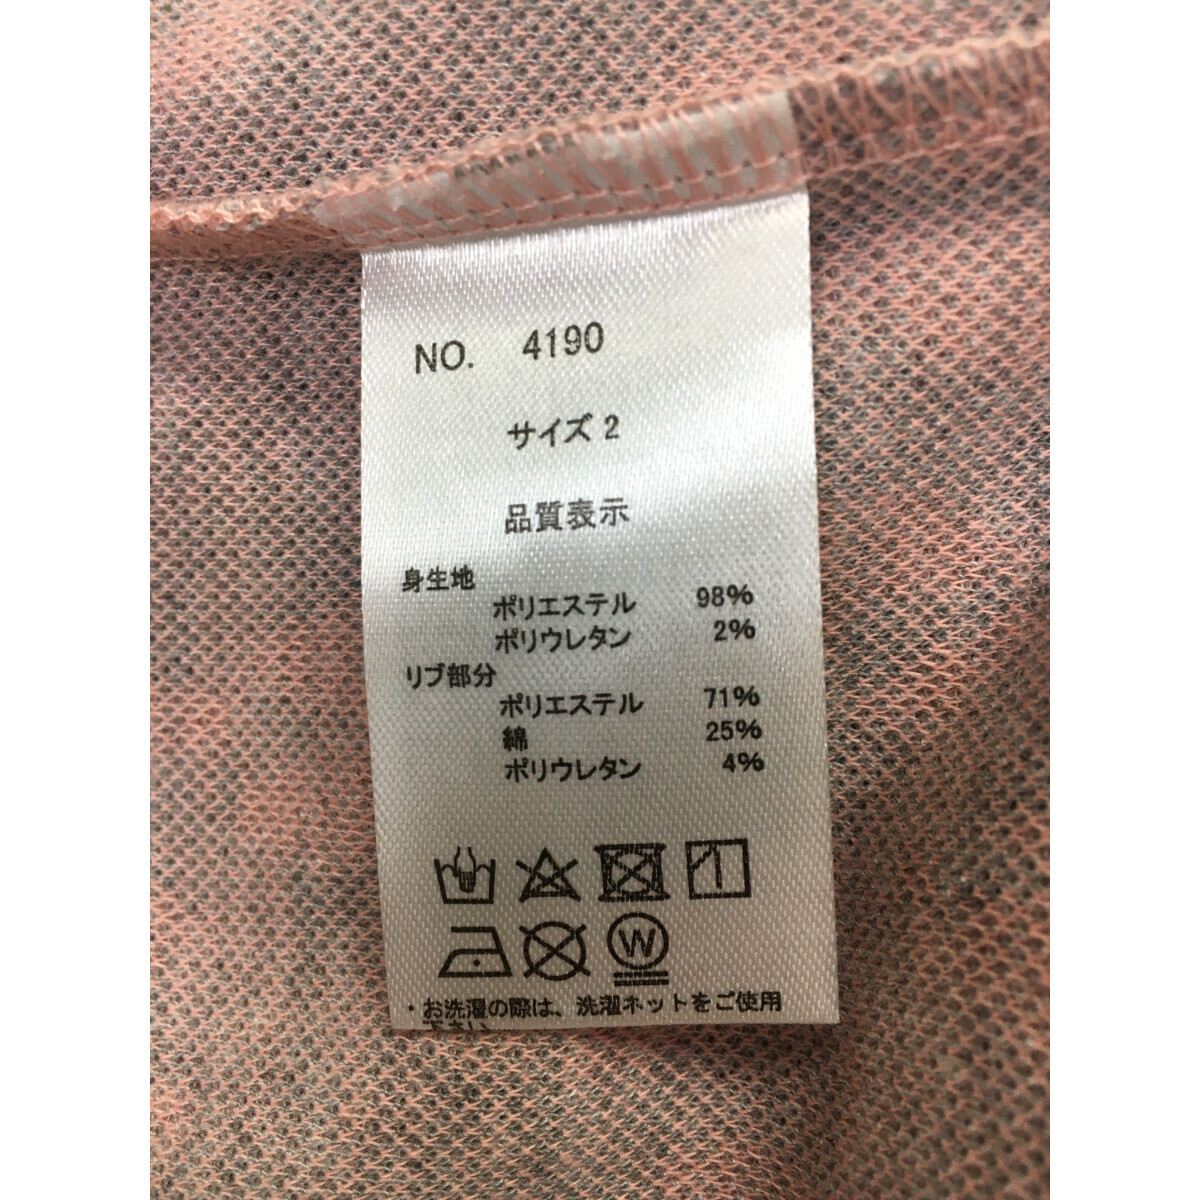 NO. 4190
サイズ 2
品質表示
身生地
ポリエステル 98%
ポリウレタン 2%
リブ部分
ポリエステル 71%
綿 25%
ポリウレタン 4%
W
・お洗濯の際は、洗濯ネットをご使用
下さい